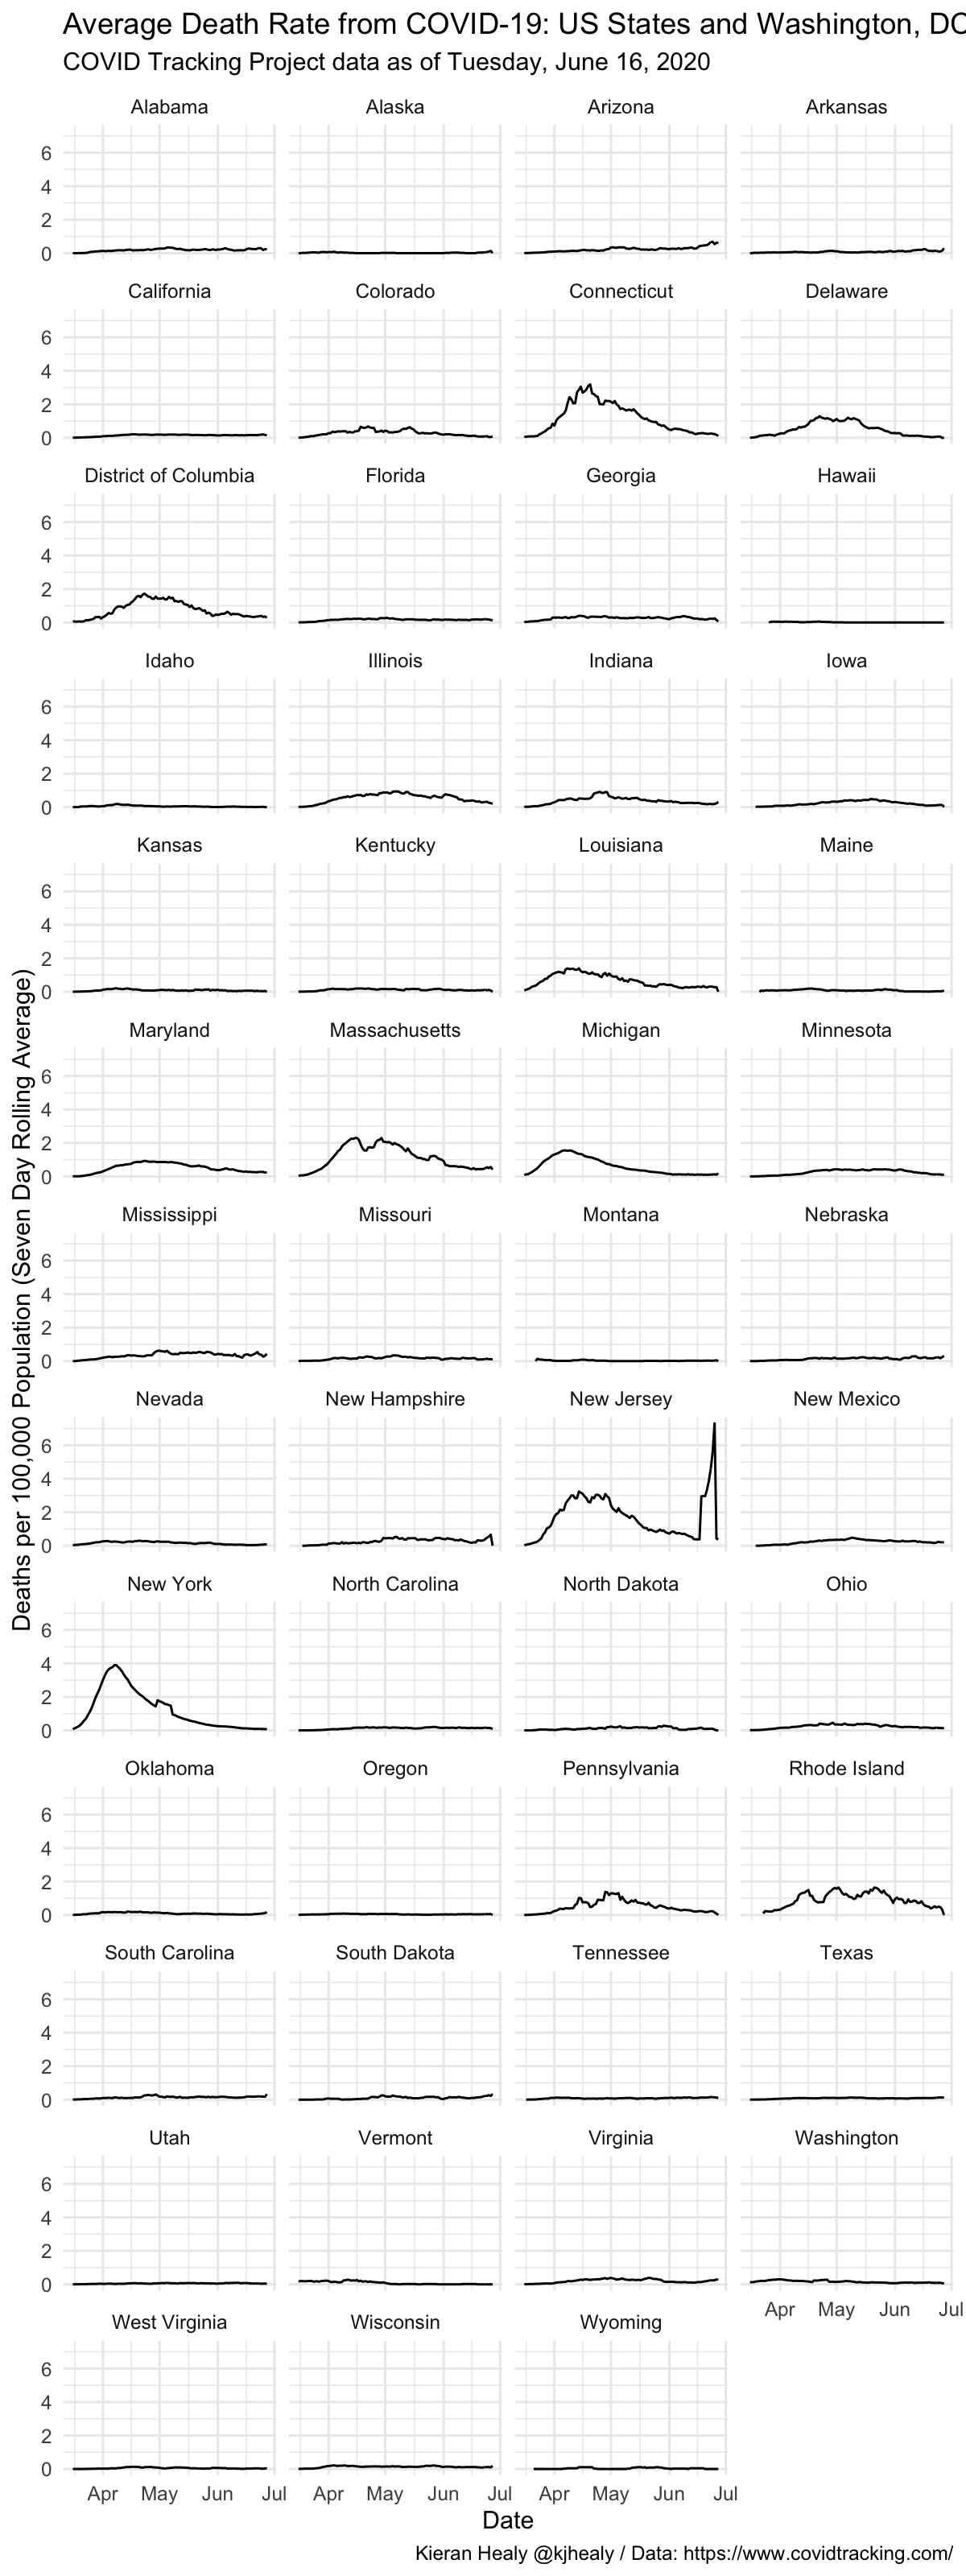 Average Death Rate from COVID-19: US States and Washington, DC
COVID Tracking Project data as of Tuesday, June 16, 2020
Alabama Alaska Arizona Arkansas
6
4
2
0
California Colorado Connecticut Delaware
6
4
2
0
District of Columbia Florida Georgia Hawaii
6
4
2
0
Idaho Illinois Indiana Iowa
6
4
2
0
Kansas Kentucky Louisiana Maine
6
4
2
0
Maryland Massachusetts Michigan Minnesota
6
4
2
0
Mississippi Missouri Montana Nebraska
6
4
2
0
Nevada New Hampshire New Jersey New Mexico
6
4
2
0
New York North Carolina North Dakota Ohio
6
4
2
0
Oklahoma Oregon Pennsylvania Rhode Island
6
4
2
0
South Carolina South Dakota Tennessee Texas
6
4
2
0
Utah Vermont Virginia Washington
6
4
2
0
Apr May Jun Jul
West Virginia Wisconsin Wyoming
6
4
2
0
Apr May Jun Jul Apr May Jun Jul Apr May Jun Jul
Deaths per 100,000 Population (Seven Day Rolling Average)
Date
Kieran Healy @kjhealy / Data: https://www.covidtracking.com/